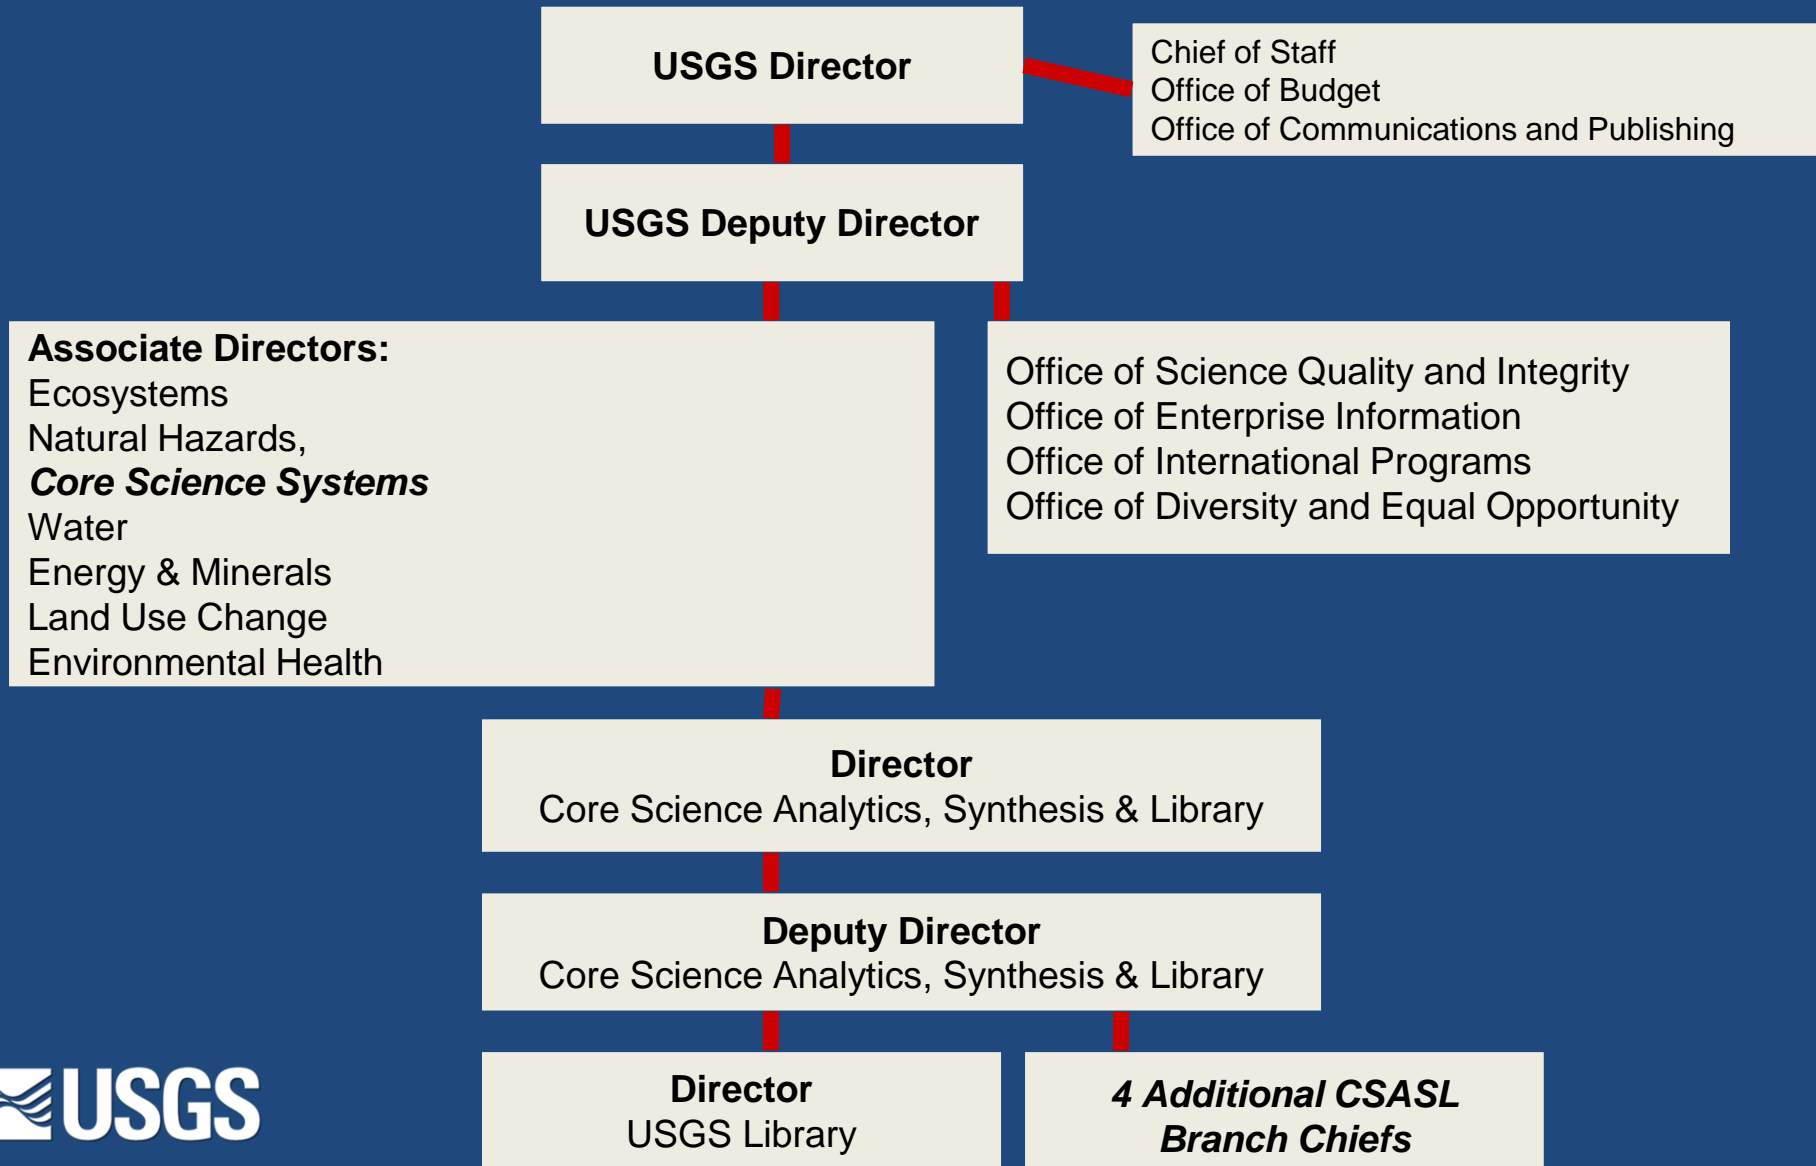 USGS Director
Chief of Staff
Office of Budget
Office of Communications and Publishing
USGS Deputy Director
Associate Directors:
Ecosystems
Natural Hazards,
Core Science Systems
Water
Energy & Minerals
Land Use Change
Environmental Health
Office of Science Quality and Integrity
Office of Enterprise Information
Office of International Programs
Office of Diversity and Equal Opportunity
Director
Core Science Analytics, Synthesis & Library
Deputy Director
Core Science Analytics, Synthesis & Library
Director
USGS Library
4 Additional CSASL
Branch Chiefs
USGS